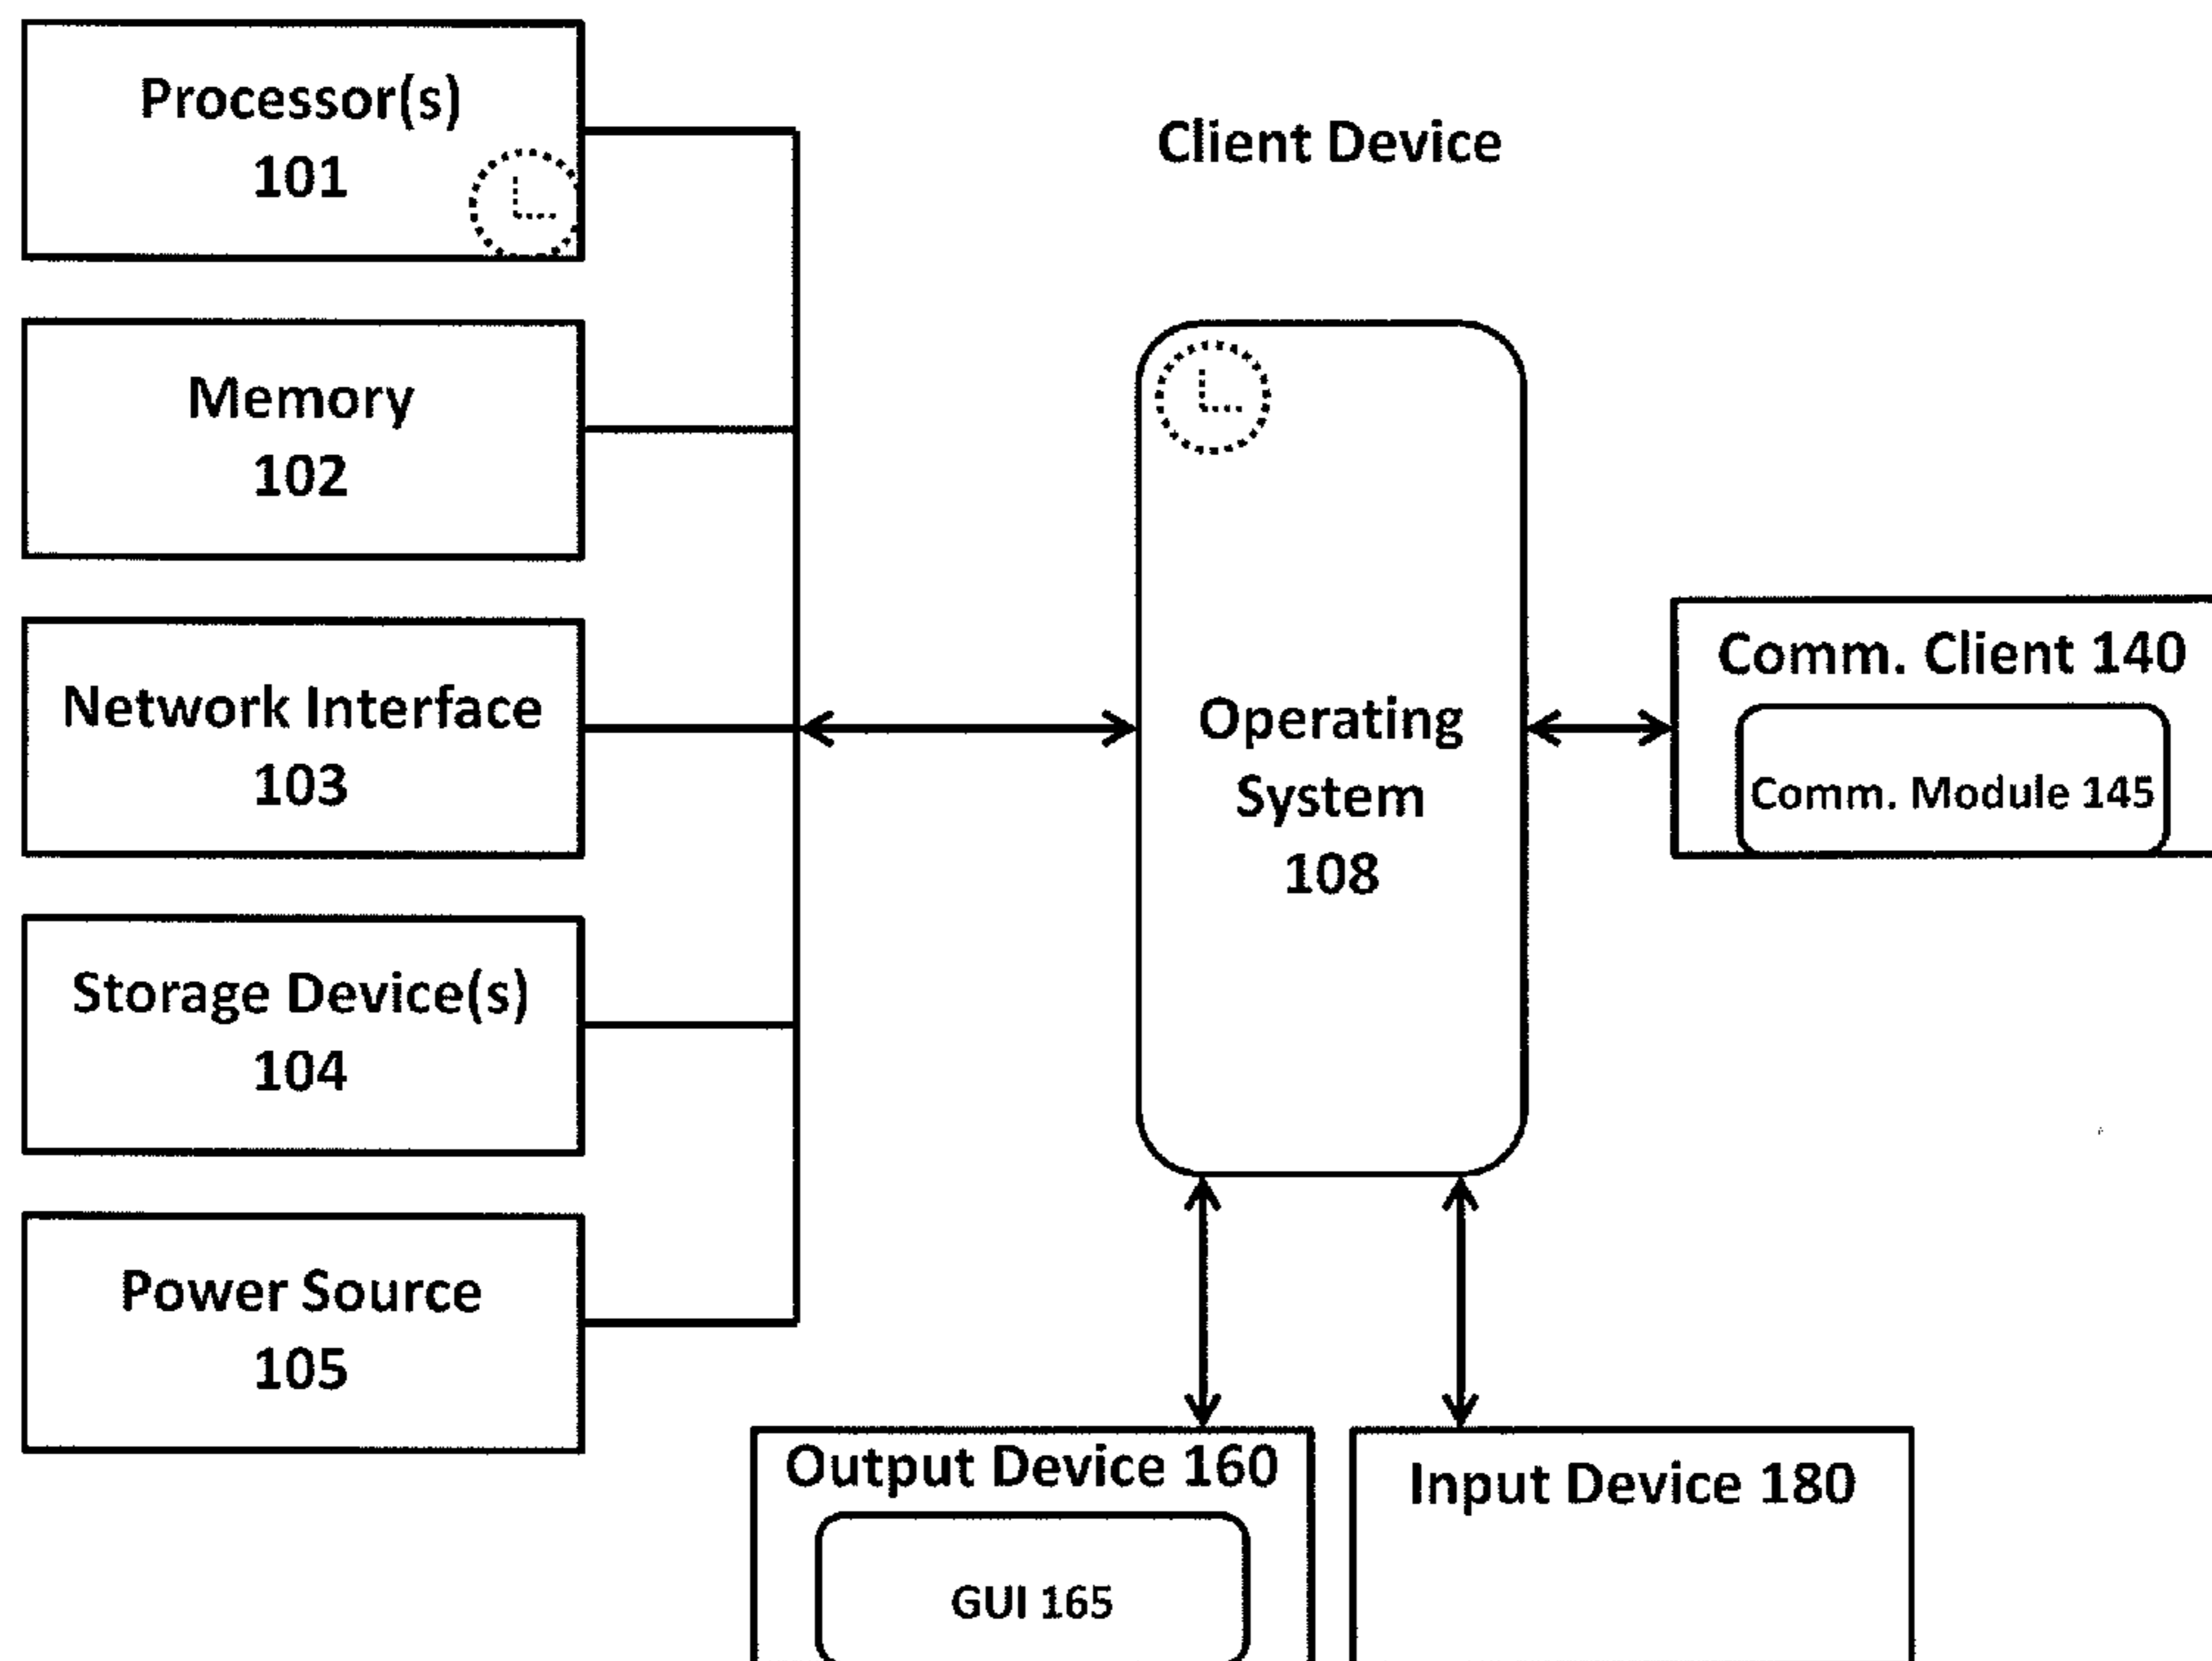 Processor(s)
101
Client Device
Memory
102
Network Interface
103
Operating
System
108
Comm. Client 140
Comm. Module 145
Storage Device(s)
104
Power Source
105
Output Device 160
GUI 165
Input Device 180